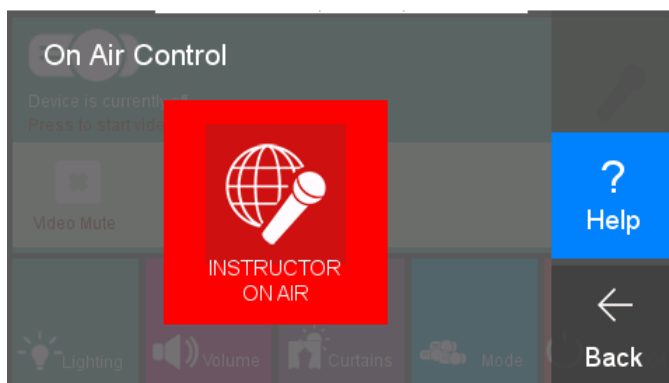 On Air Control
Device is currently
Press to start vide
Video Mute
INSTRUCTOR
ON AIR
Lighting
Volume
Curtains
Mode
?
Help
Back